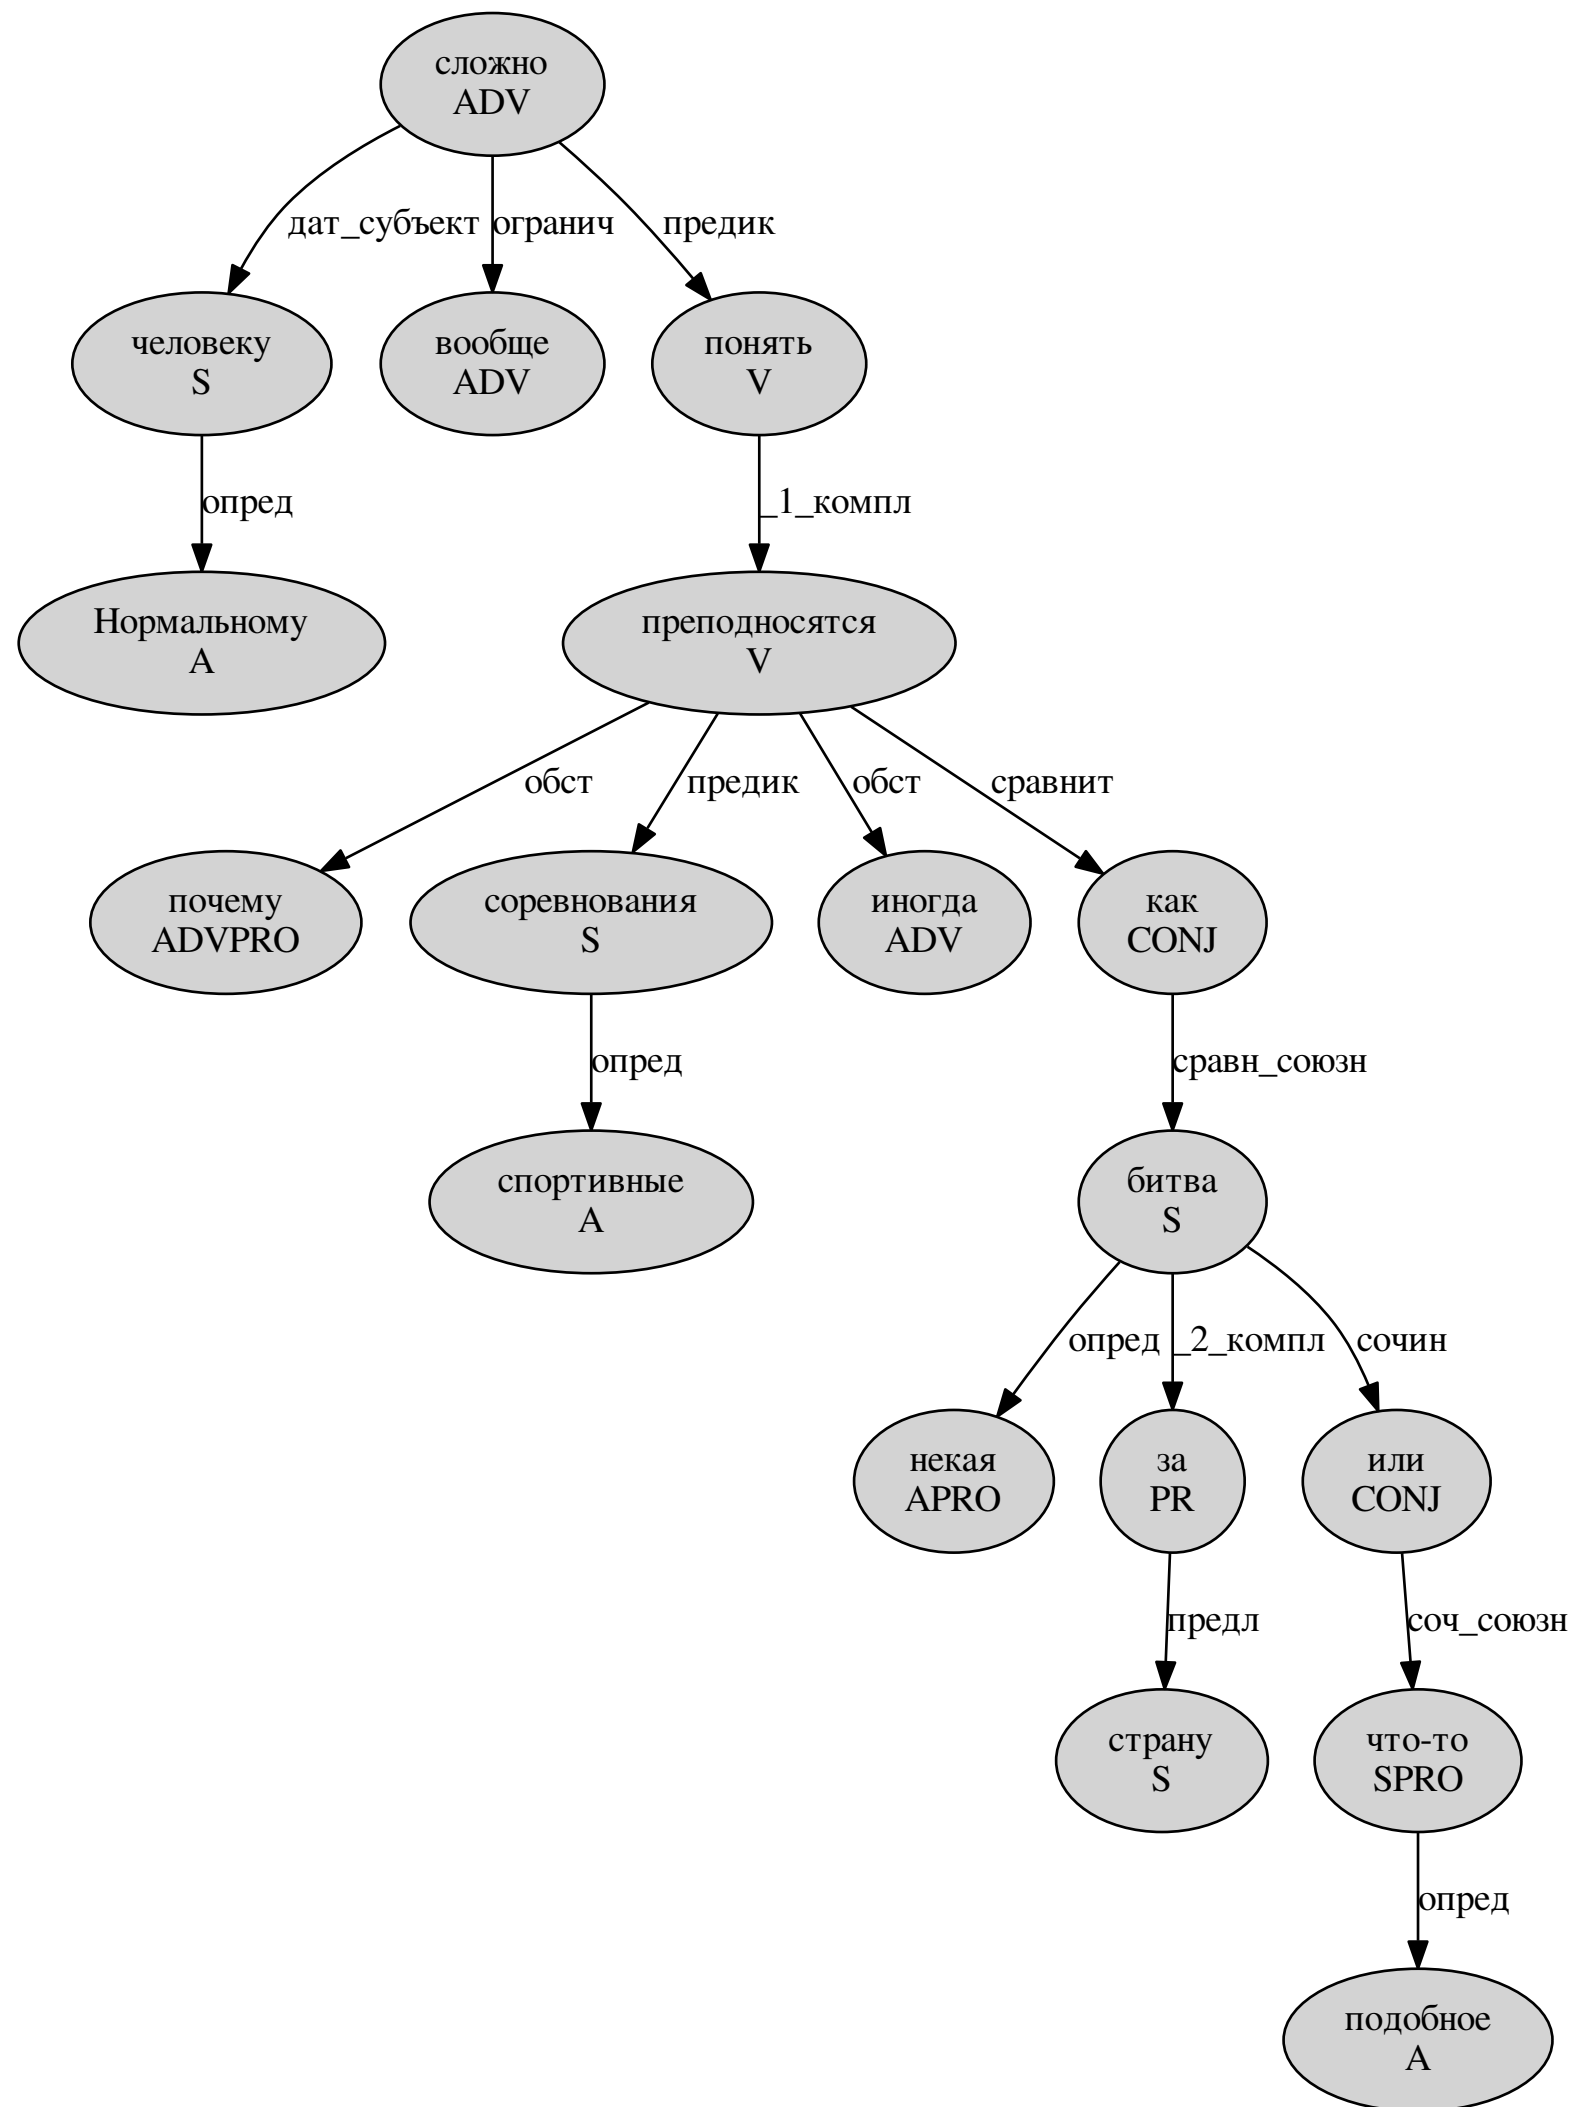 сложно
ADV
дат_субъект
огранич
предик
человеку
S
вообще
ADV
понять
V
опред
_1_компл
Нормальному
A
преподносятся
V
обст
предик
обст
сравнит
почему
ADVPRO
соревнования
S
иногда
ADV
как
CONJ
опред
сравн_союзн
спортивные
A
битва
S
опред
_2_компл
сочин
некая
APRO
за
PR
или
CONJ
предл
соч_союзн
страну
S
что-то
SPRO
опред
подобное
A